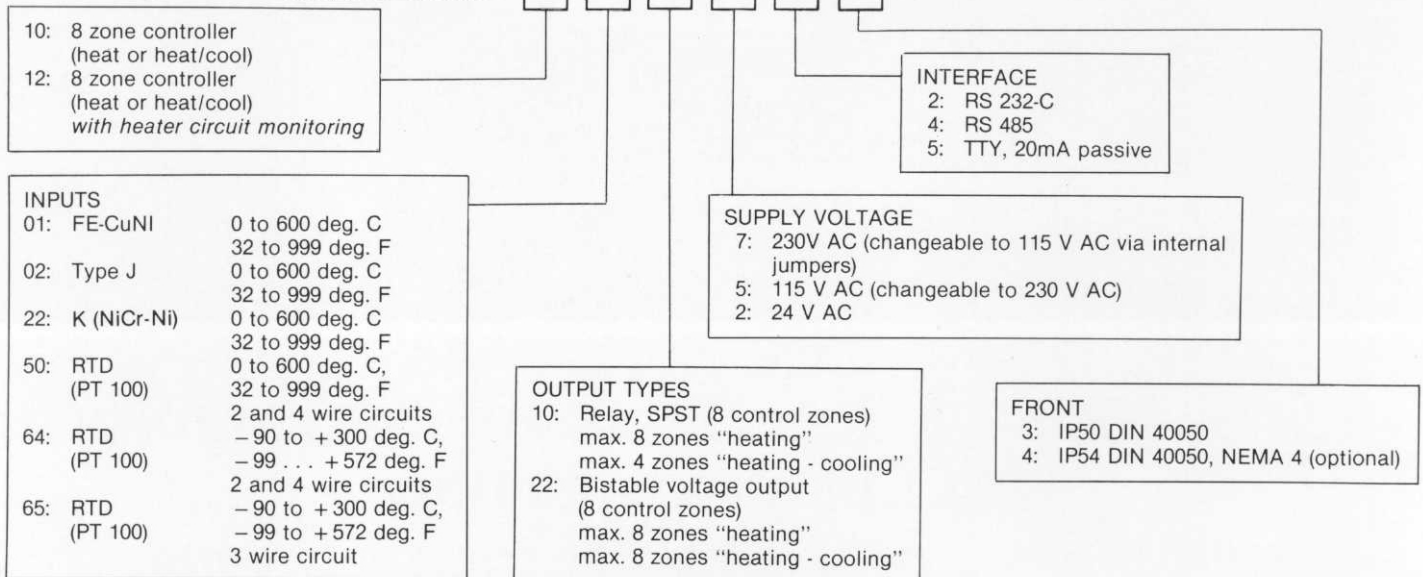 10: 8 zone controller
(heat or heat/cool)
12: 8 zone controller
(heat or heat/cool)
with heater circuit monitoring
INTERFACE
2: RS 232-C
4: RS 485
5: TTY, 20mA passive
INPUTS
01: FE-CuNI 0 to 600 deg. C
32 to 999 deg. F
02: Type J 0 to 600 deg. C
32 to 999 deg. F
22: K (NiCr-Ni) 0 to 600 deg. C
32 to 999 deg. F
50: RTD 0 to 600 deg. C,
(PT 100) 32 to 999 deg. F
2 and 4 wire circuits
64: RTD – 90 to + 300 deg. C,
(PT 100) – 99 . . . + 572 deg. F
2 and 4 wire circuits
65: RTD – 90 to + 300 deg. C,
(PT 100) – 99 to + 572 deg. F
3 wire circuit
SUPPLY VOLTAGE
7: 230V AC (changeable to 115 V AC via internal
jumpers)
5: 115 V AC (changeable to 230 V AC)
2: 24 V AC
OUTPUT TYPES
10: Relay, SPST (8 control zones)
max. 8 zones “heating”
max. 4 zones “heating - cooling”
22: Bistable voltage output
(8 control zones)
max. 8 zones “heating”
max. 8 zones “heating - cooling”
FRONT
3: IP50 DIN 40050
4: IP54 DIN 40050, NEMA 4 (optional)